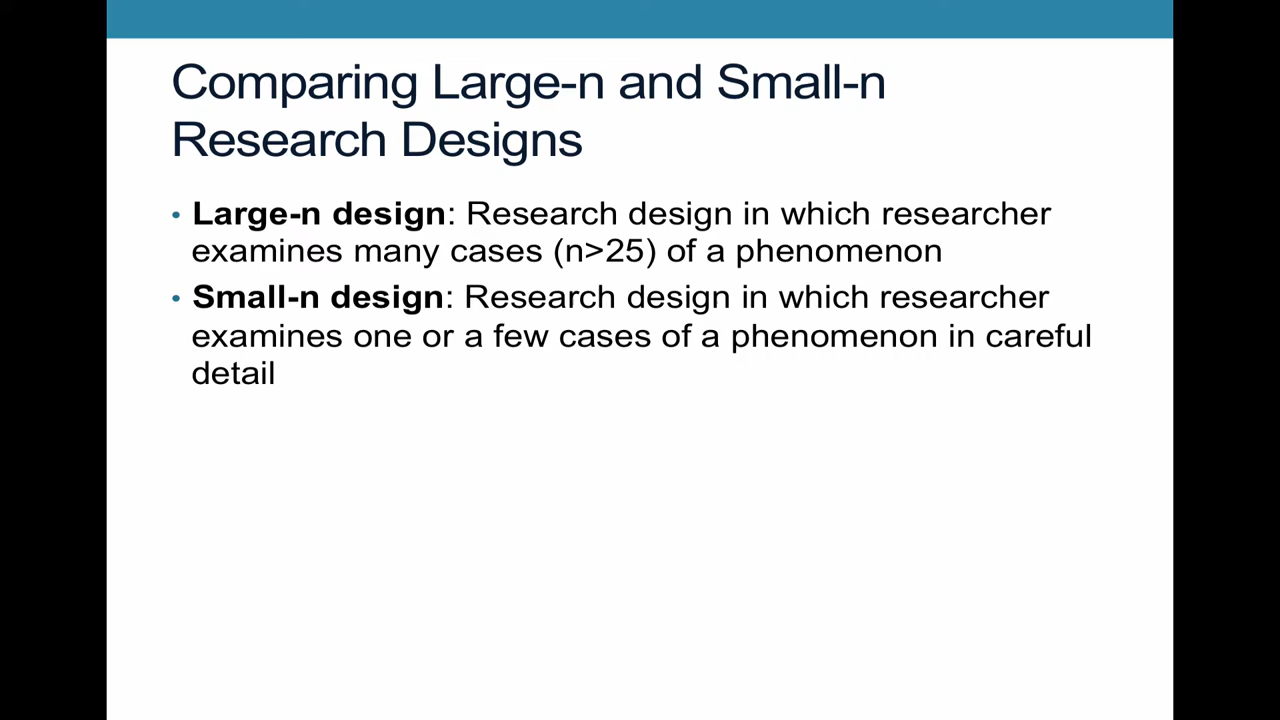 Comparing Large-n and Small-n
Research Designs
• Large-n design: Research design in which researcher
examines many cases (n>25) of a phenomenon
• Small-n design: Research design in which researcher
examines one or a few cases of a phenomenon in careful
detail